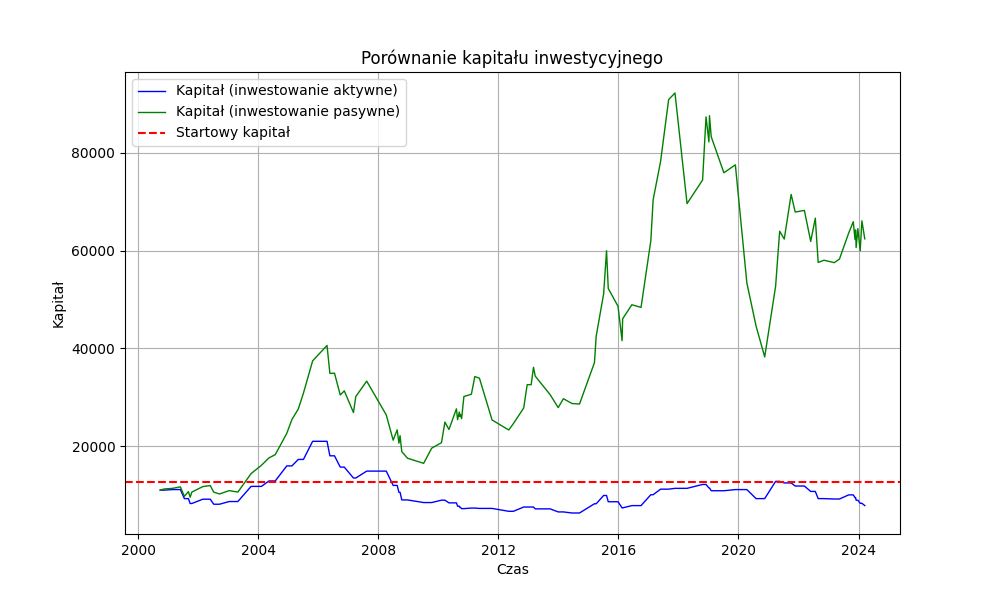 Porównanie kapitału inwestycyjnego
Kapitał (inwestowanie aktywne)
Kapitał (inwestowanie pasywne)
Startowy kapitał
Kapitał
80000
60000
40000
20000
2000 2004 2008 2012 2016 2020 2024
Czas